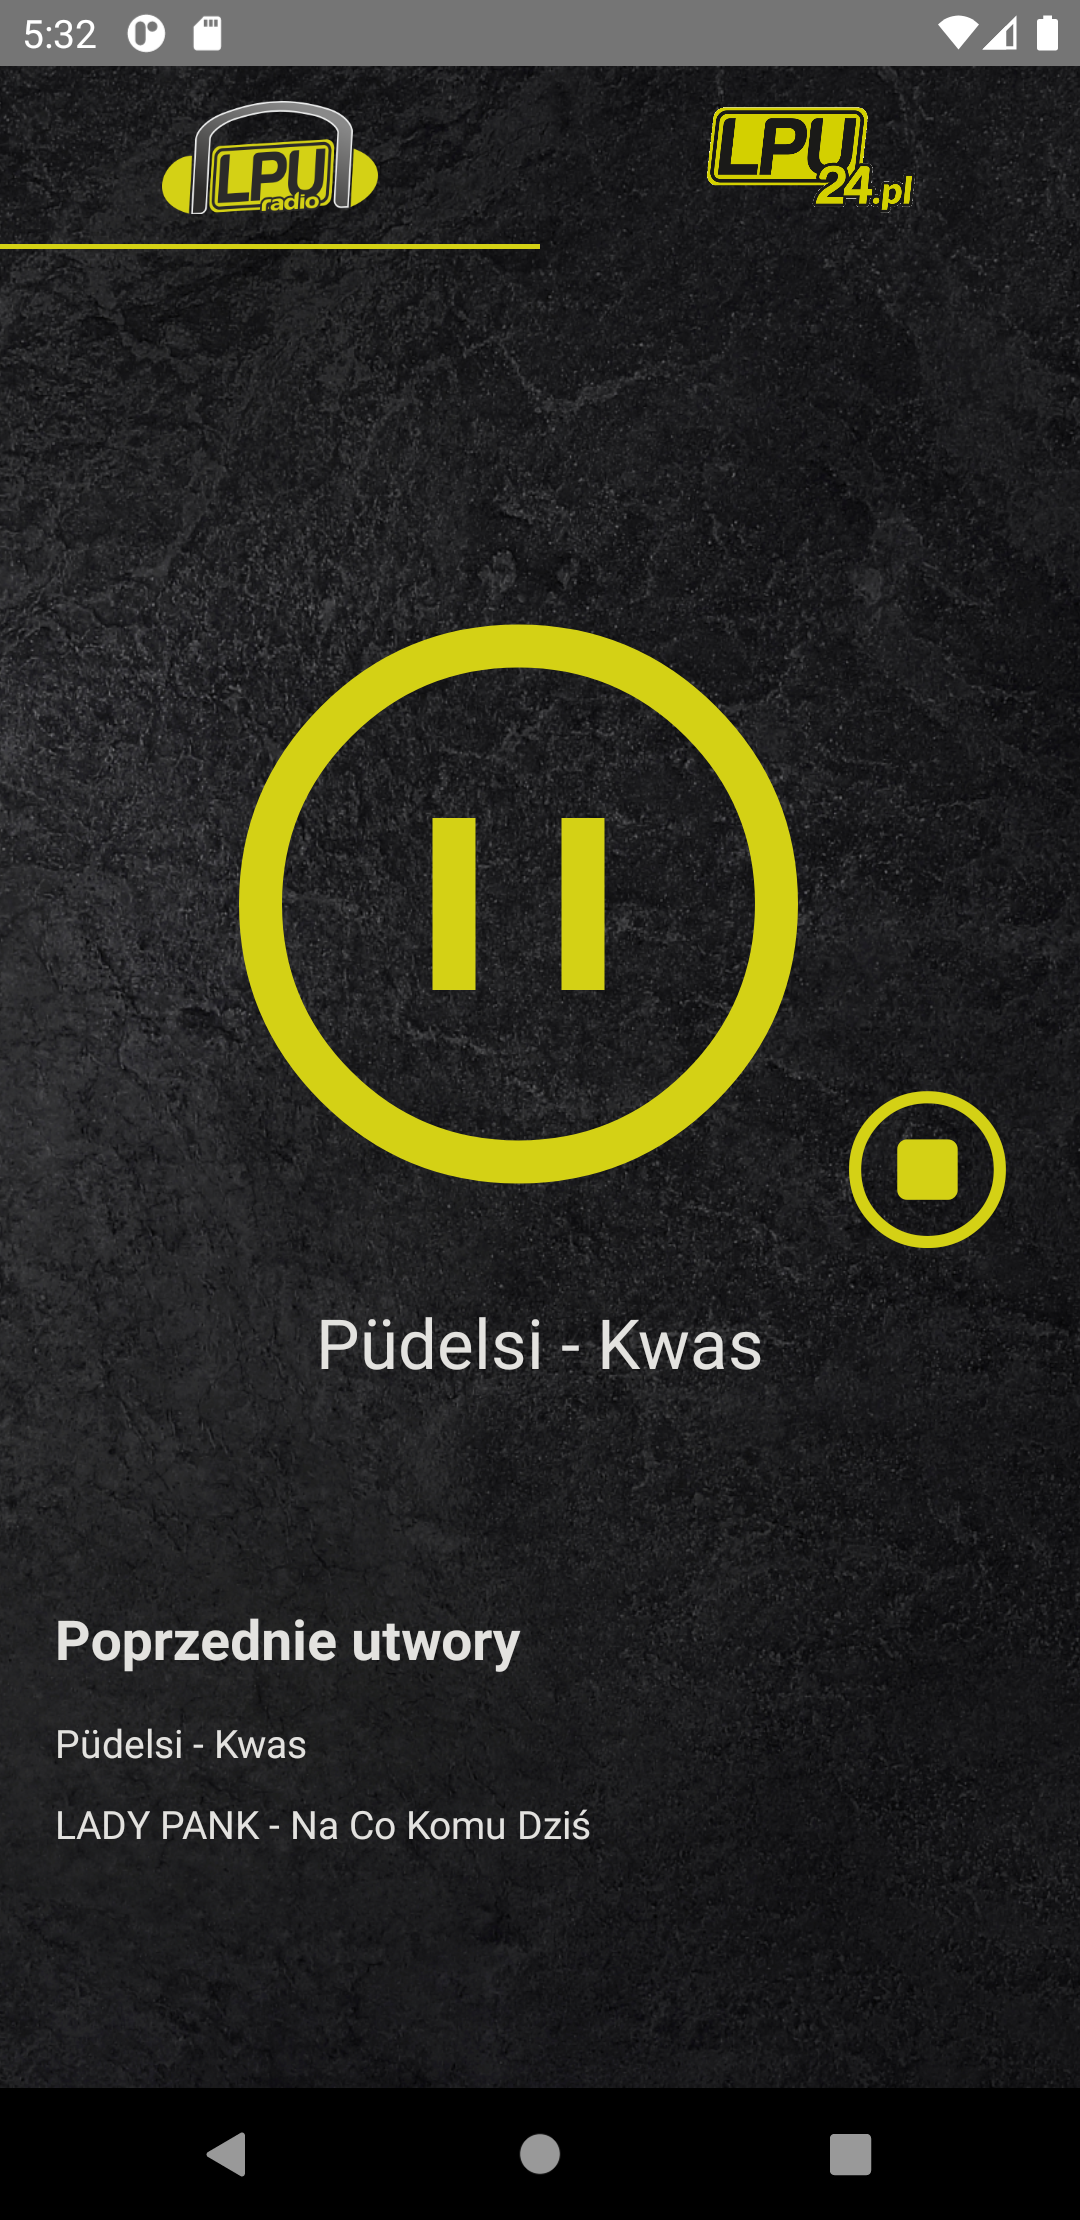 5:32
LPU
radio
LPU
24.pl
Püdelsi - Kwas
Poprzednie utwory
Püdelsi - Kwas
LADY PANK - Na Co Komu Dziś